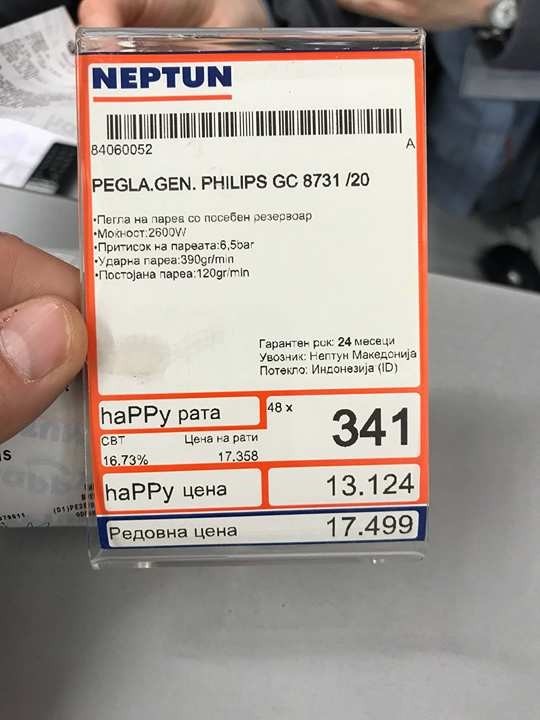 NEPTUN
84060052 A
PEGLA.GEN. PHILIPS GC 8731 /20
•Пегла на пареа со посебен резервоар
•Моќност:2600W
•Притисок на пареата:6,5bar
•Ударна пареа:390gr/min
•Постојана пареа:120gr/min
Гарантен рок: 24 месеци
Увозник: Нептун Македонија
Потекло: Индонезија (ID)
haPPy рата 48 x 341
СВТ Цена на рати
16.73% 17.358
haPPy цена 13.124
Редовна цена 17.499